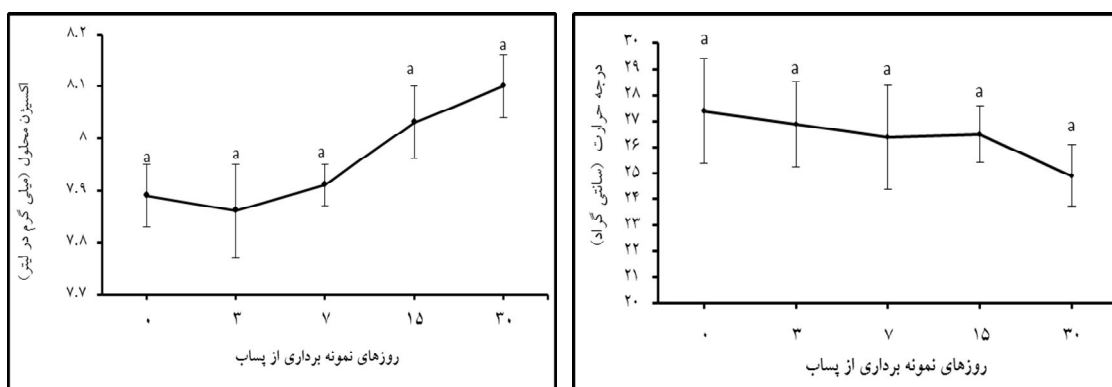 اکسیژن محلول (میلی گرم در لیتر)
۸.۲
۸.۱
۸
۷.۹
۷.۸
۷.۷
a
a
a
a
a
۰ ۳ ۷ ۱۵ ۳۰
روزهای نمونه برداری از پساب
درجه حرارت (سانتی گراد)
۳۰
۲۹
۲۸
۲۷
۲۶
۲۵
۲۴
۲۳
۲۲
۲۱
۲۰
a
a
a
a
a
۰ ۳ ۷ ۱۵ ۳۰
روزهای نمونه برداری از پساب